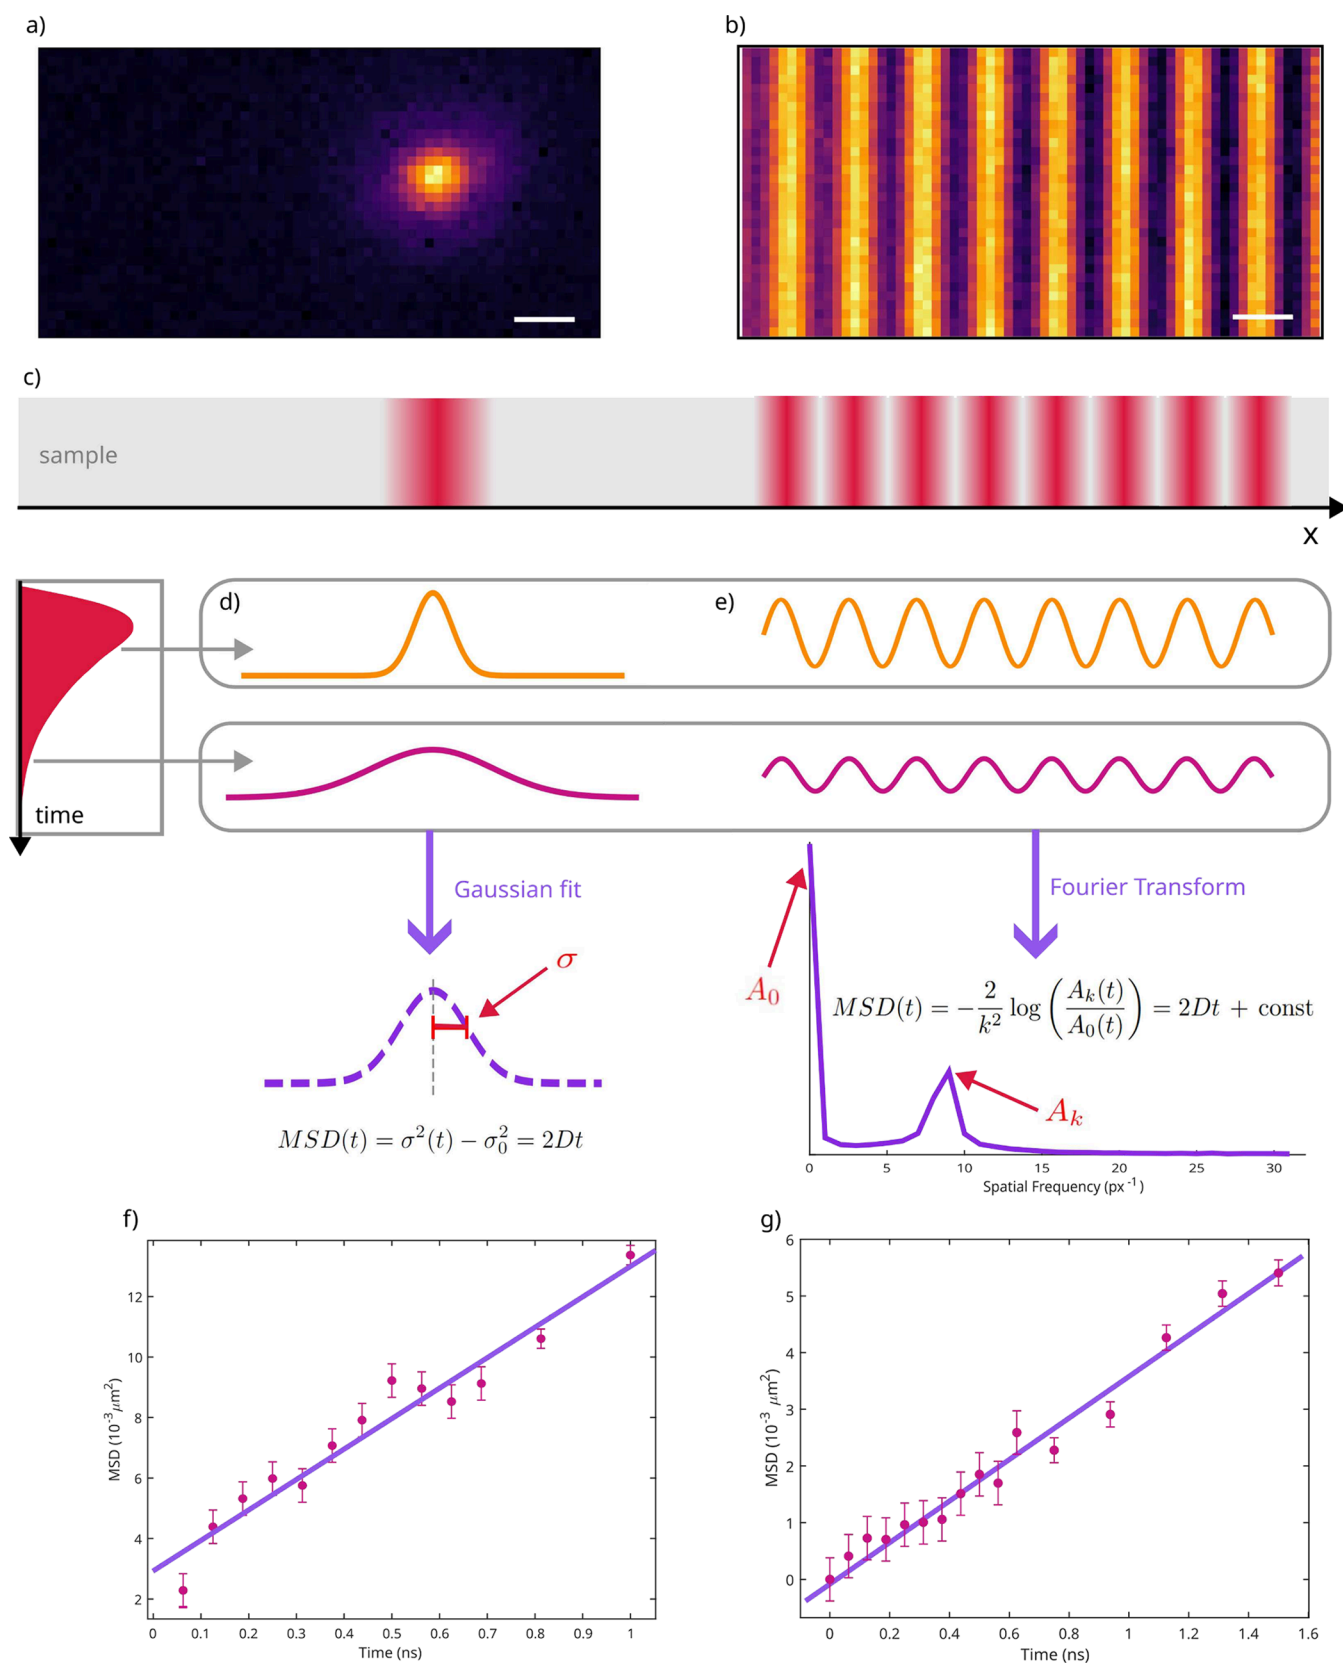 a)
b)
c)
sample
x
d)
e)
time
Gaussian fit
Fourier Transform
σ
A₀
MSD(t) = −2/k² log (Aₖ(t)/A₀(t)) = 2Dt + const
Aₖ
MSD(t) = σ²(t) − σ₀² = 2Dt
0 5 10 15 20 25 30
Spatial Frequency (px⁻¹)
f)
12
10
8
6
4
2
MSD (10⁻³μm²)
0 0.1 0.2 0.3 0.4 0.5 0.6 0.7 0.8 0.9 1
Time (ns)
g)
6
5
4
3
2
1
0
MSD (10⁻³ μm²)
0 0.2 0.4 0.6 0.8 1 1.2 1.4 1.6
Time (ns)